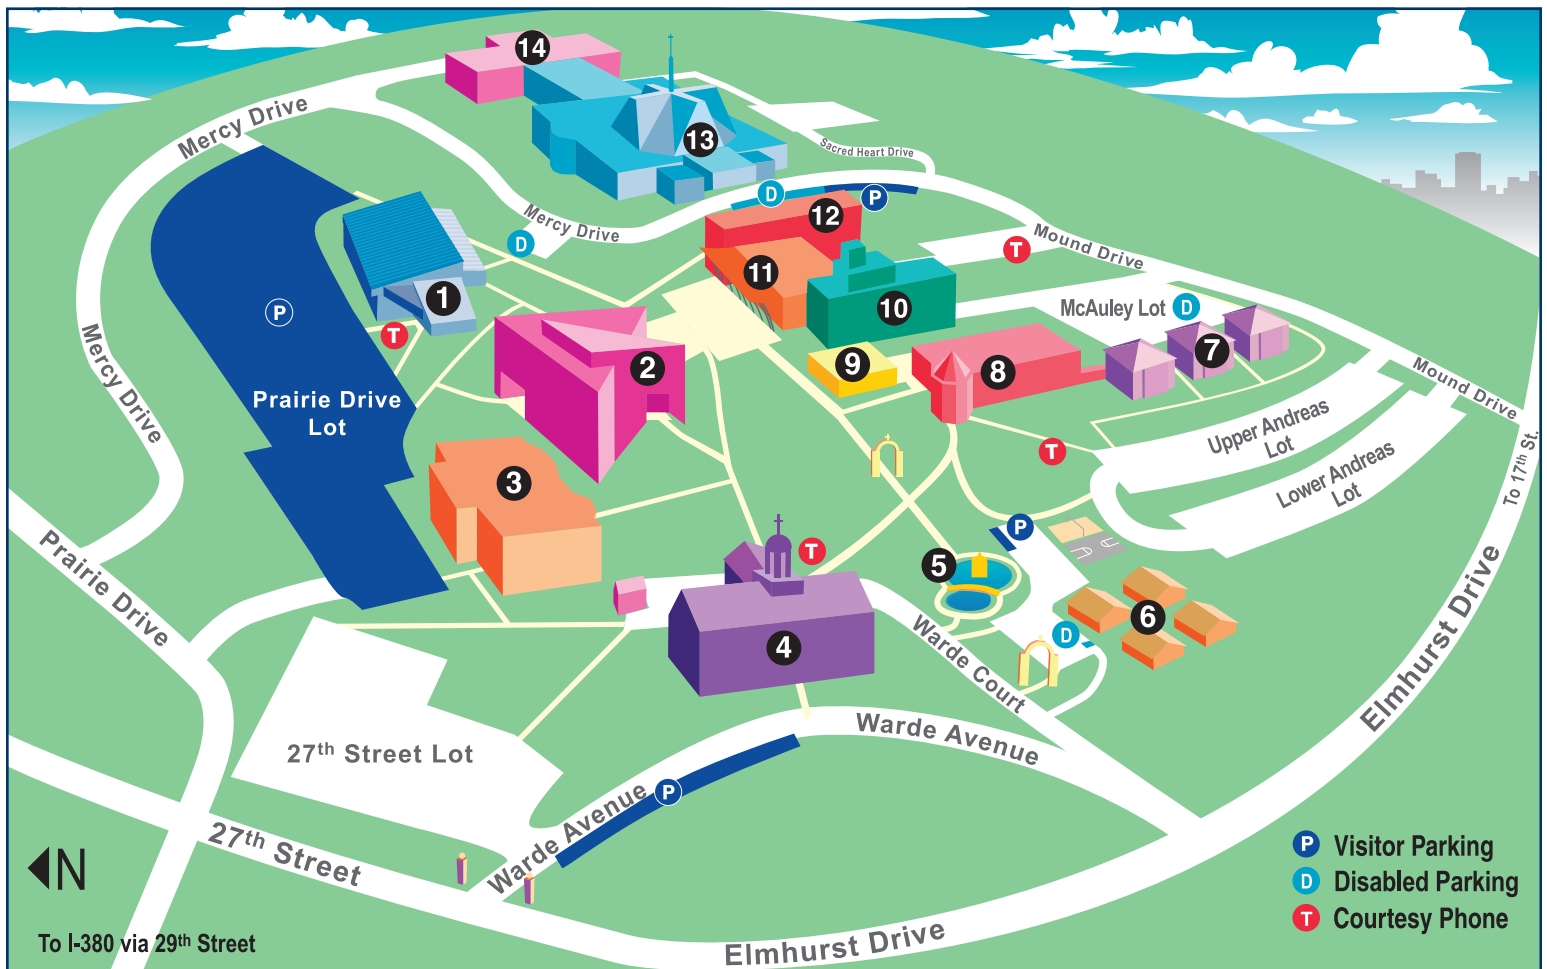 14
13
Mercy Drive
Sacred Heart Drive
D
P
12
Mercy Drive
D
Mound Drive
T
11
1
10
McAuley Lot
D
P
T
Mercy Drive
2
9
8
7
Mound Drive
Prairie Drive
Lot
Upper Andreas
Lot
T
Lower Andreas
Lot
To 17th St.
3
Prairie Drive
T
P
5
6
D
4
Warde Court
Elmhurst Drive
27th Street Lot
Warde Avenue
Warde Avenue
P
27th Street
N
To I-380 via 29th Street
Elmhurst Drive
P Visitor Parking
D Disabled Parking
T Courtesy Phone